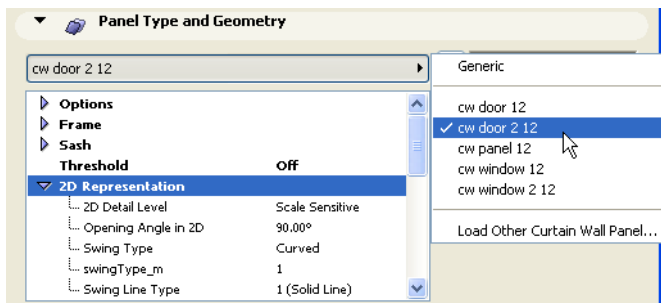 Panel Type and Geometry
cw door 2 12
Options
Frame
Sash
Threshold Off
2D Representation
2D Detail Level Scale Sensitive
Opening Angle in 2D 90.00°
Swing Type Curved
swingType_m 1
Swing Line Type 1 (Solid Line)
Generic
cw door 12
cw door 2 12
cw panel 12
cw window 12
cw window 2 12
Load Other Curtain Wall Panel...